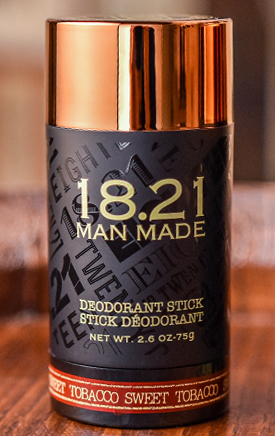 18.21
MAN MADE
DEODORANT STICK
STICK DÉODORANT
NET WT. 2.6 OZ-75g
SWEET TOBACCO SWEET TOBACCO